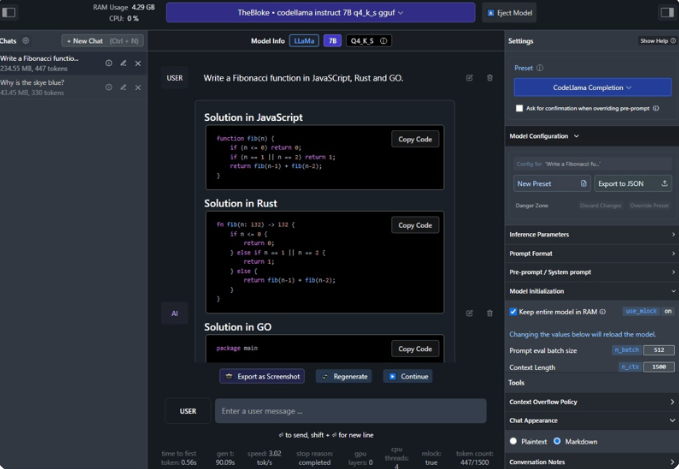 RAM Usage 4.29 GB
CPU: 0 %
TheBloke • codellama instruct 7B q4_k_s gguf
Eject Model
Chats
+ New Chat (Ctrl + N)
Write a Fibonacci functio...
234.55 MB, 447 tokens
Why is the skye blue?
43.45 MB, 330 tokens
Model Info LLaMa 7B Q4_K_S
USER
Write a Fibonacci function in JavaSCript, Rust and GO.
Solution in JavaScript
Copy Code
function fib(n) {
if (n <= 0) return 0;
if (n == 1 || n == 2) return 1;
return fib(n-1) + fib(n-2);
}
Solution in Rust
Copy Code
fn fib(n: i32) -> i32 {
if n <= 0 {
return 0;
} else if n == 1 || n == 2 {
return 1;
} else {
return fib(n-1) + fib(n-2);
}
}
AI
Solution in GO
Copy Code
package main
Export as Screenshot
Regenerate
Continue
USER
Enter a user message ...
to send, shift + for new line
time to first token: 0.56s
gen t: 90.09s
speed: 3.02 tok/s
stop reason: completed
gpu layers: 0
cpu threads: 4
mlock: true
token count: 447/1500
Settings
Show Help
Preset
CodeLlama Completion
Ask for confirmation when overriding pre-prompt
Model Configuration
Config for 'Write a Fibonacci fu...'
New Preset
Export to JSON
Danger Zone
Discard Changes
Override Preset
Inference Parameters
Prompt Format
Pre-prompt / System prompt
Model Initialization
Keep entire model in RAM
use_mlock on
Changing the values below will reload the model.
Prompt eval batch size n_batch 512
Context Length n_ctx 1500
Tools
Context Overflow Policy
Chat Appearance
Plaintext Markdown
Conversation Notes